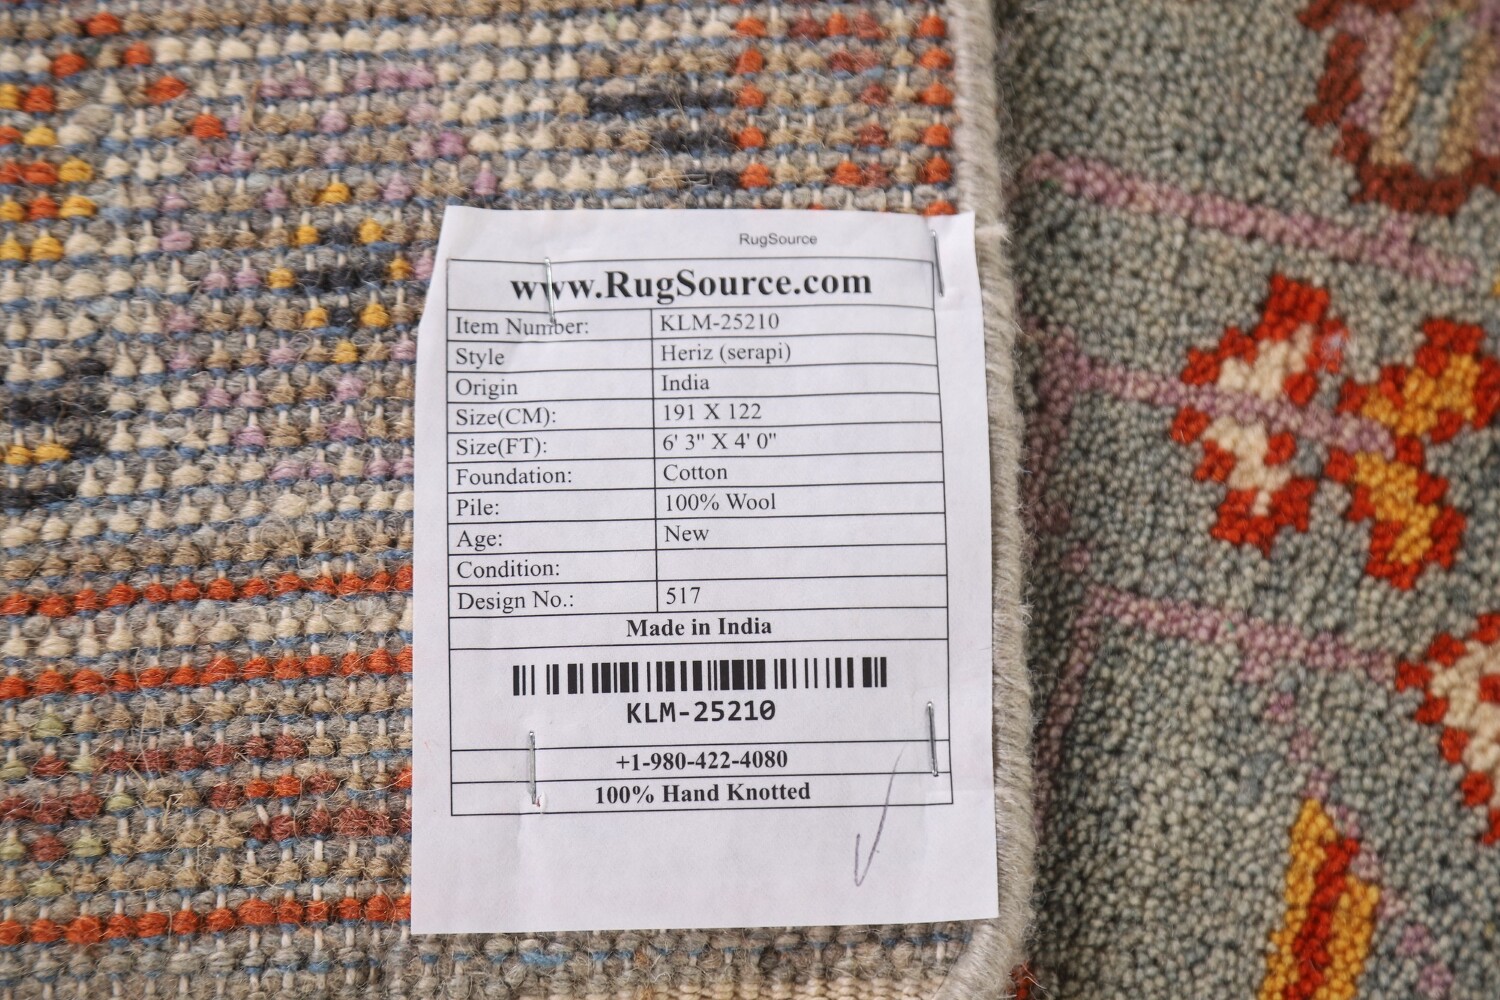 RugSource
www.RugSource.com
Item Number: KLM-25210
Style Heriz (serapi)
Origin India
Size(CM): 191 X 122
Size(FT): 6' 3" X 4' 0"
Foundation: Cotton
Pile: 100% Wool
Age: New
Condition:
Design No.: 517
Made in India
KLM-25210
+1-980-422-4080
100% Hand Knotted